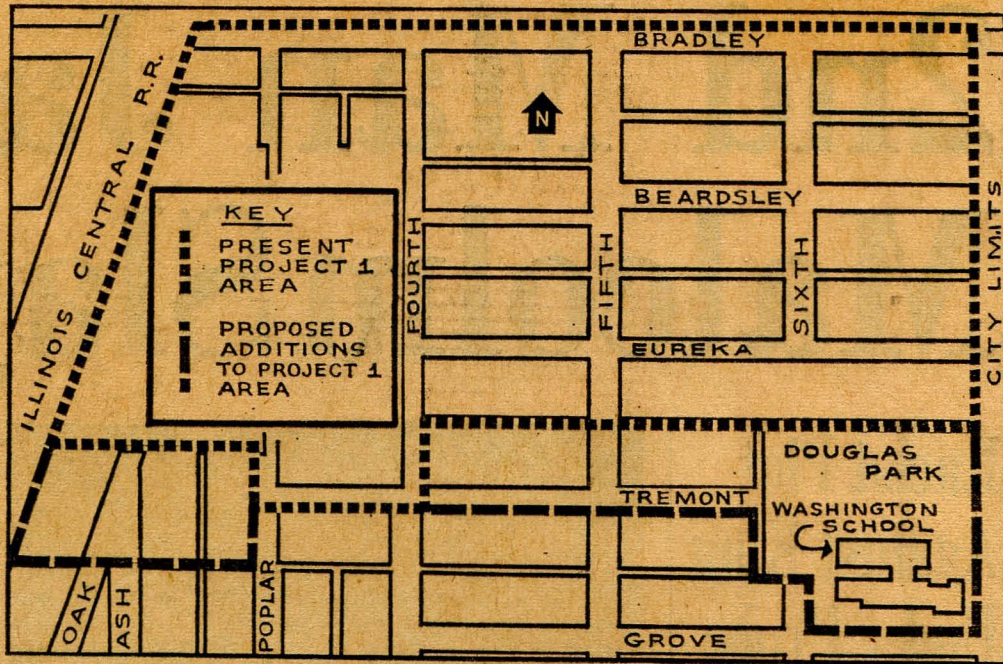 BRADLEY
N
ILLINOIS CENTRAL R.R.
BEARDSLEY
KEY
PRESENT
PROJECT 1
AREA
PROPOSED
ADDITIONS
TO PROJECT 1
AREA
FOURTH
FIFTH
SIXTH
CITY LIMITS
EUREKA
DOUGLAS
PARK
TREMONT
WASHINGTON
SCHOOL
OAK
ASH
POPLAR
GROVE